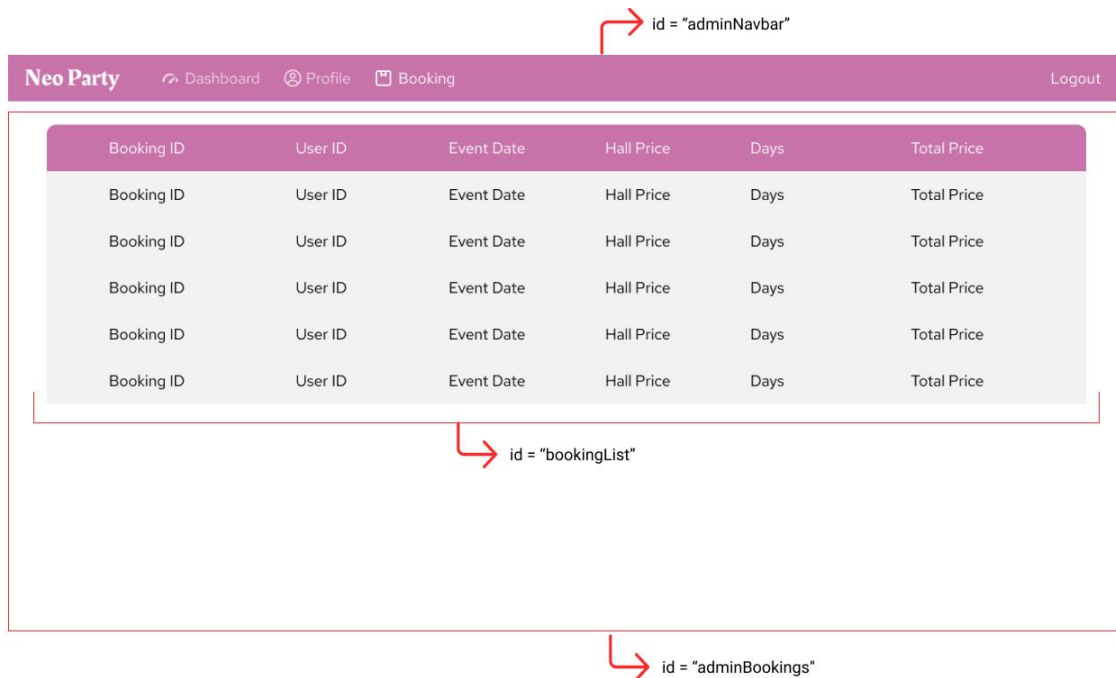 id = “adminNavbar”
Neo Party Dashboard Profile Booking Logout
Booking ID User ID Event Date Hall Price Days Total Price
Booking ID User ID Event Date Hall Price Days Total Price
Booking ID User ID Event Date Hall Price Days Total Price
Booking ID User ID Event Date Hall Price Days Total Price
Booking ID User ID Event Date Hall Price Days Total Price
Booking ID User ID Event Date Hall Price Days Total Price
id = “bookingList”
id = “adminBookings”